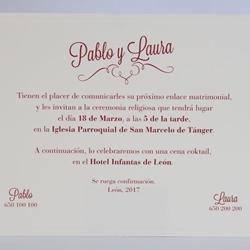 Pablo y Laura
Tienen el placer de comunicarles su próximo enlace matrimonial,
y les invitan a la ceremonia religiosa que tendrá lugar
el día 18 de Marzo, a las 5 de la tarde,
en la Iglesia Parroquial de San Marcelo de Tánger.
A continuación, lo celebraremos con una cena coktail,
en el Hotel Infantas de León.
Se ruega confirmación.
León, 2017
Pablo
650 100 100
Laura
650 200 200